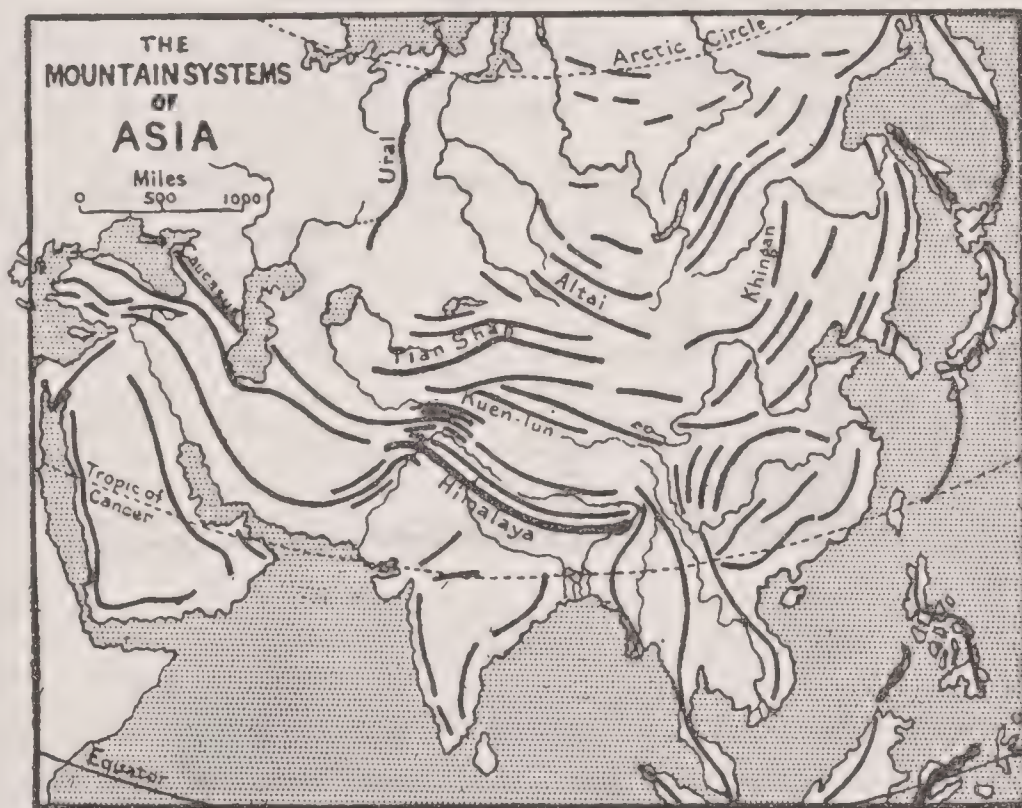 THE
MOUNTAIN SYSTEMS
OF
ASIA
Miles
0 500 1000
Arctic Circle
Ural
Caucasus
Altai
Khingan
Tian Shan
Kuen-lun
Himalaya
Tropic of
Cancer
Equator